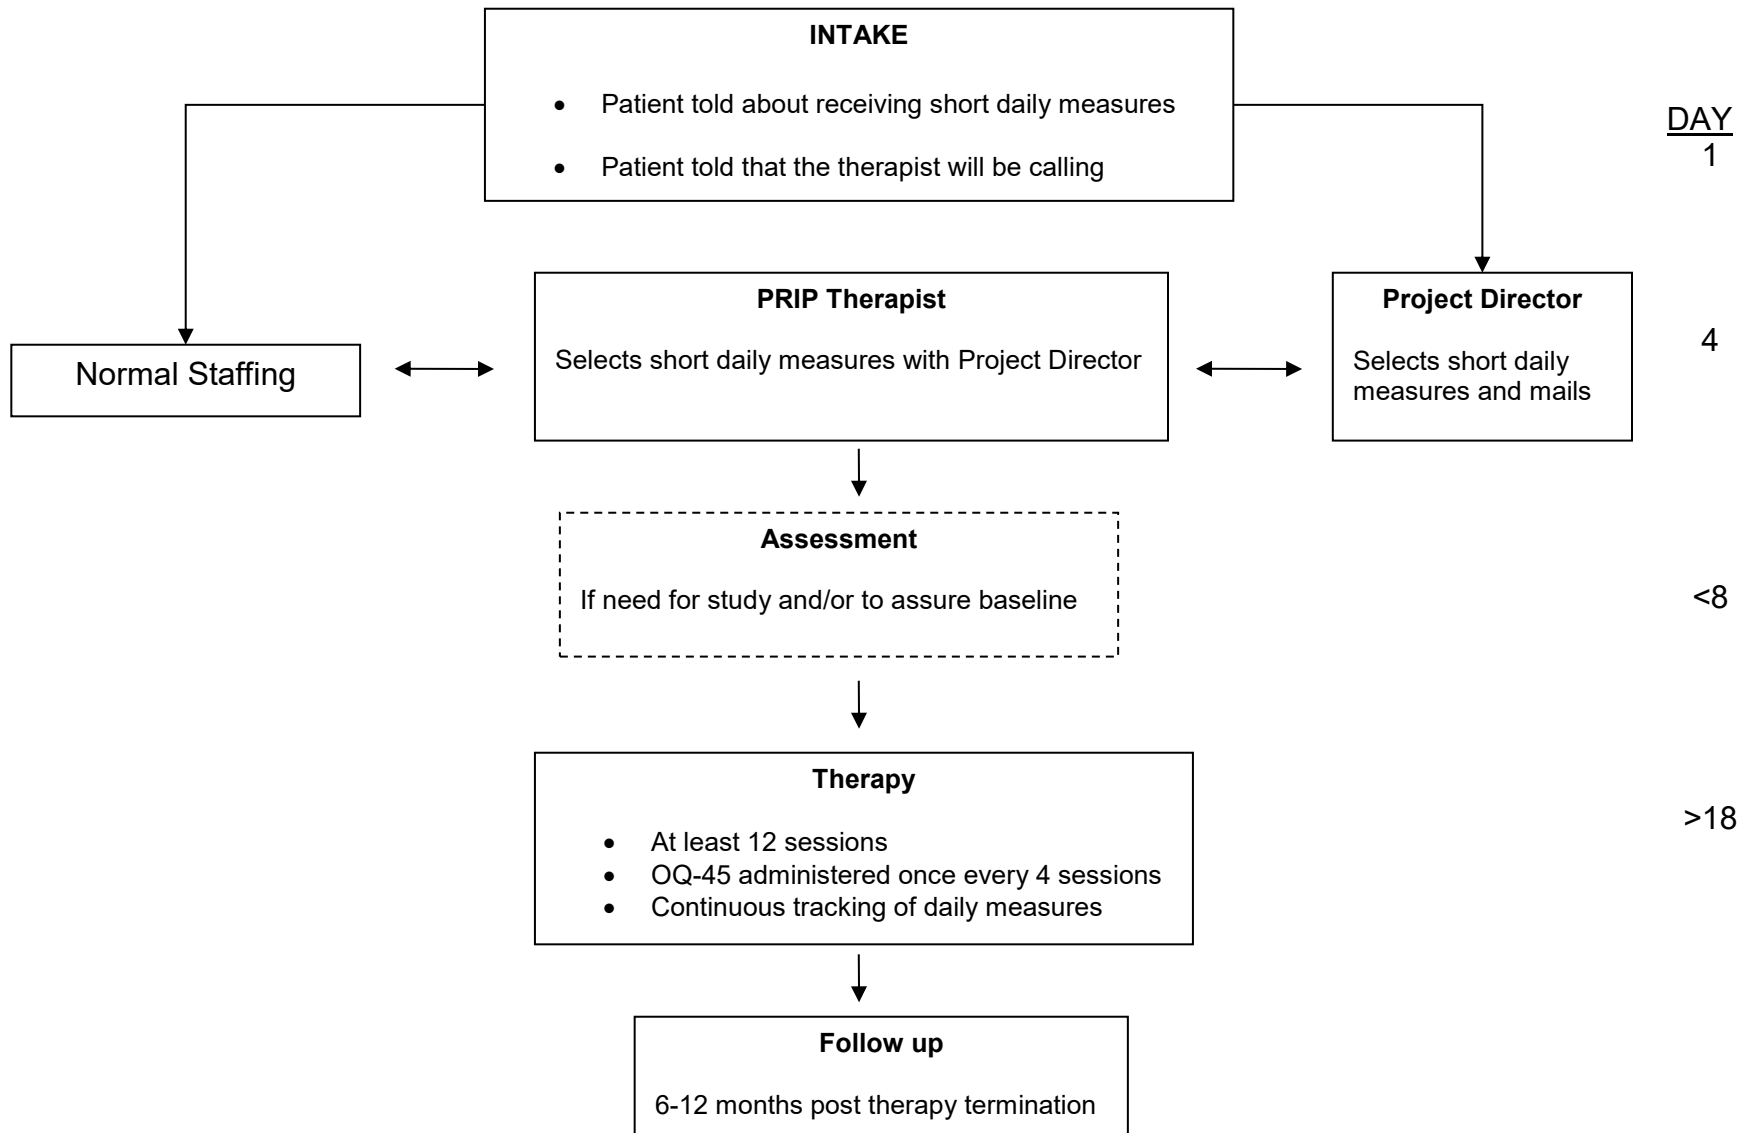 INTAKE
• Patient told about receiving short daily measures
• Patient told that the therapist will be calling
DAY
1
Normal Staffing
PRIP Therapist
Selects short daily measures with Project Director
Project Director
Selects short daily
measures and mails
4
Assessment
If need for study and/or to assure baseline
<8
Therapy
• At least 12 sessions
• OQ-45 administered once every 4 sessions
• Continuous tracking of daily measures
>18
Follow up
6-12 months post therapy termination